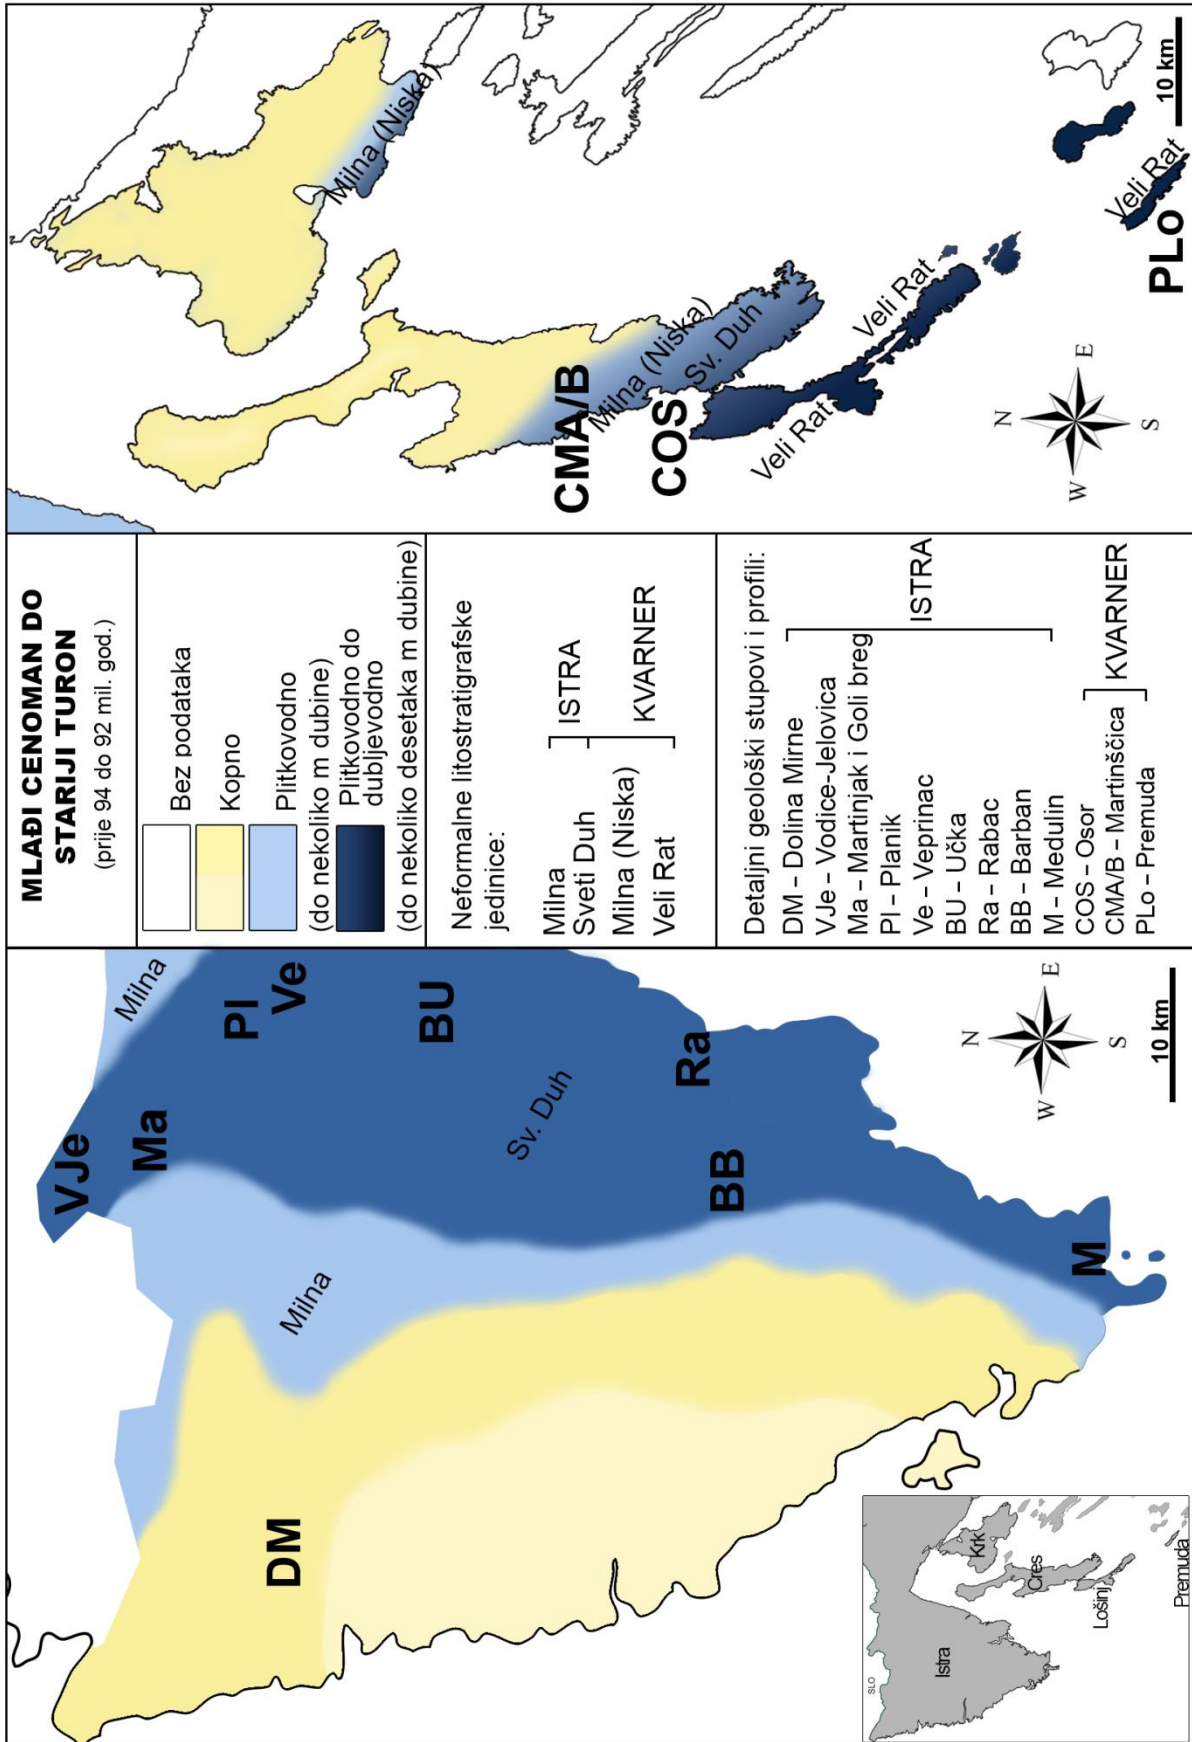 MLAĐI CENOMAN DO
STARIJI TURON
(prije 94 do 92 mil. god.)
Bez podataka
Kopno
Plitkovodno
(do nekoliko m dubine)
Plitkovodno do
dubljevodno
(do nekoliko desetaka m dubine)
Neformalne litostratigrafske
jedinice:
Milna
Sveti Duh
Milna (Niska)
Veli Rat
ISTRA
KVARNER
Detaljni geološki stupovi i profili:
DM – Dolina Mirne
VJe – Vodice-Jelovica
Ma – Martinjak i Goli breg
Pl – Planik
Ve – Veprinac
BU – Učka
Ra – Rabac
BB – Barban
M – Medulin
COS – Osor
CMA/B – Martinšćica
PLo – Premuda
ISTRA
KVARNER
VJe
Milna
Ma
Pl
Ve
Milna
DM
BU
Sv. Duh
Ra
BB
M
N
W
E
S
10 km
SLO
Istra
Krk
Cres
Lošinj
Premuda
Milna (Niska)
CMA/B
Milna (Niska)
Sv. Duh
COS
Veli Rat
Veli Rat
Veli Rat
PLo
N
W
E
S
10 km